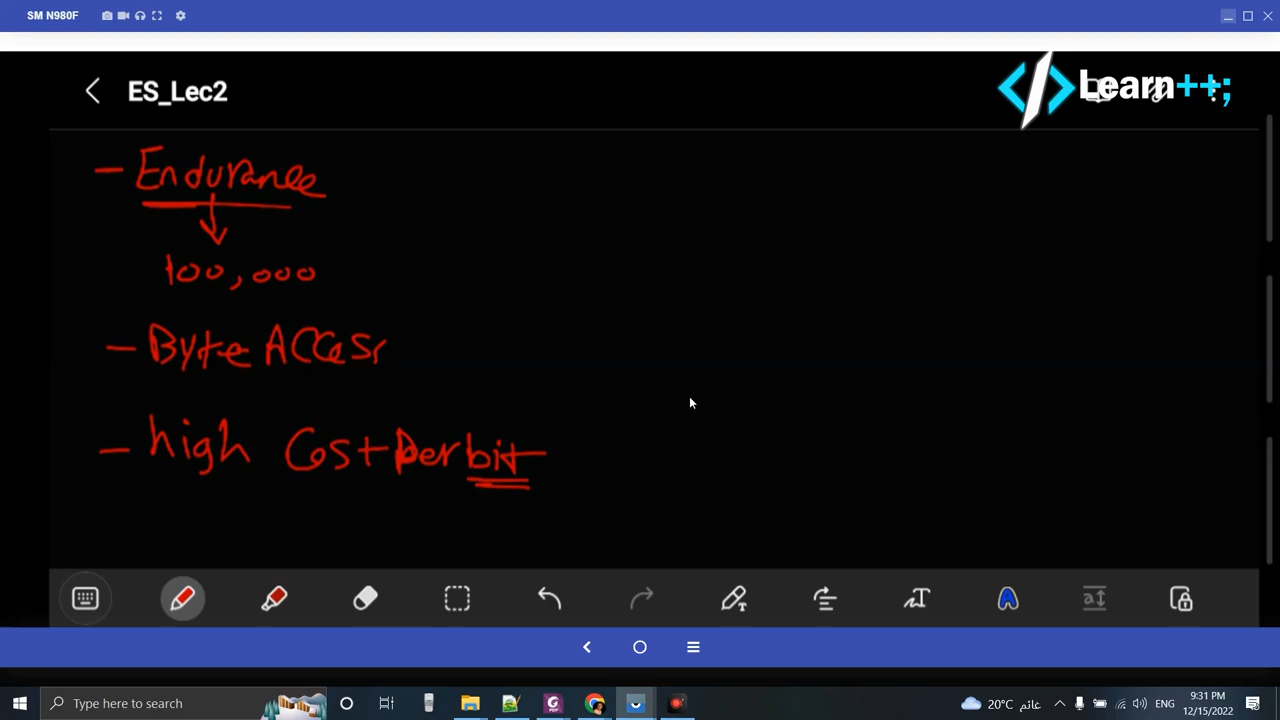 SM N980F
ES_Lec2
</> Learn++;
- Endurance
100,000
- Byte Access
- high Cost Per bit
Type here to search
20°C غائم
ENG
9:31 PM
12/15/2022